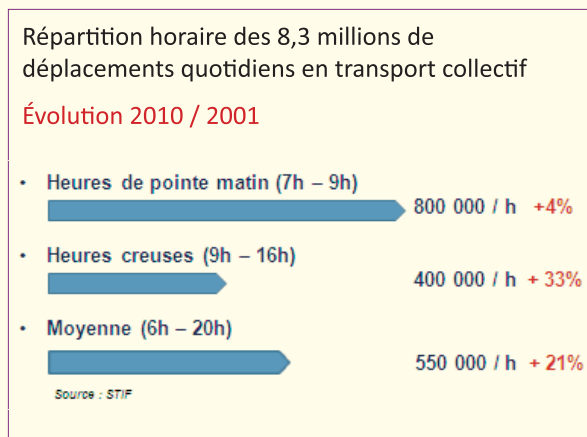 Répartition horaire des 8,3 millions de
déplacements quotidiens en transport collectif
Évolution 2010 / 2001
• Heures de pointe matin (7h – 9h)
800 000 / h +4%
• Heures creuses (9h – 16h)
400 000 / h + 33%
• Moyenne (6h – 20h)
550 000 / h + 21%
Source : STIF